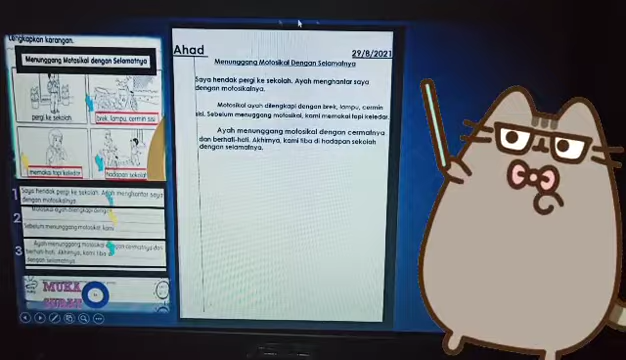 Lengkapkan karangan.
Menunggang Motosikal dengan Selamatnya
pergi ke sekolah
brek, lampu, cermin sisi
memakai topi keledar
hadapan sekolah
1 Saya hendak pergi ke sekolah. Ayah menghantar saya
dengan motosikalnya.
2 Motosikal ayah dilengkapi dengan
Sebelum menunggang motosikal, kami
3 Ayah menunggang motosikal dengan cermatnya dan
berhati-hati. Akhirnya, kami tiba di
dengan selamatnya.
MUKA
SURAT
Ahad
29/8/2021
Menunggang Motosikal Dengan Selamatnya
Saya hendak pergi ke sekolah. Ayah menghantar saya
dengan motosikalnya.
Motosikal ayah dilengkapi dengan brek, lampu, cermin
sisi. Sebelum menunggang motosikal, kami memakai topi keledar.
Ayah menunggang motosikal dengan cermatnya
dan berhati-hati. Akhirnya, kami tiba di hadapan sekolah
dengan selamatnya.